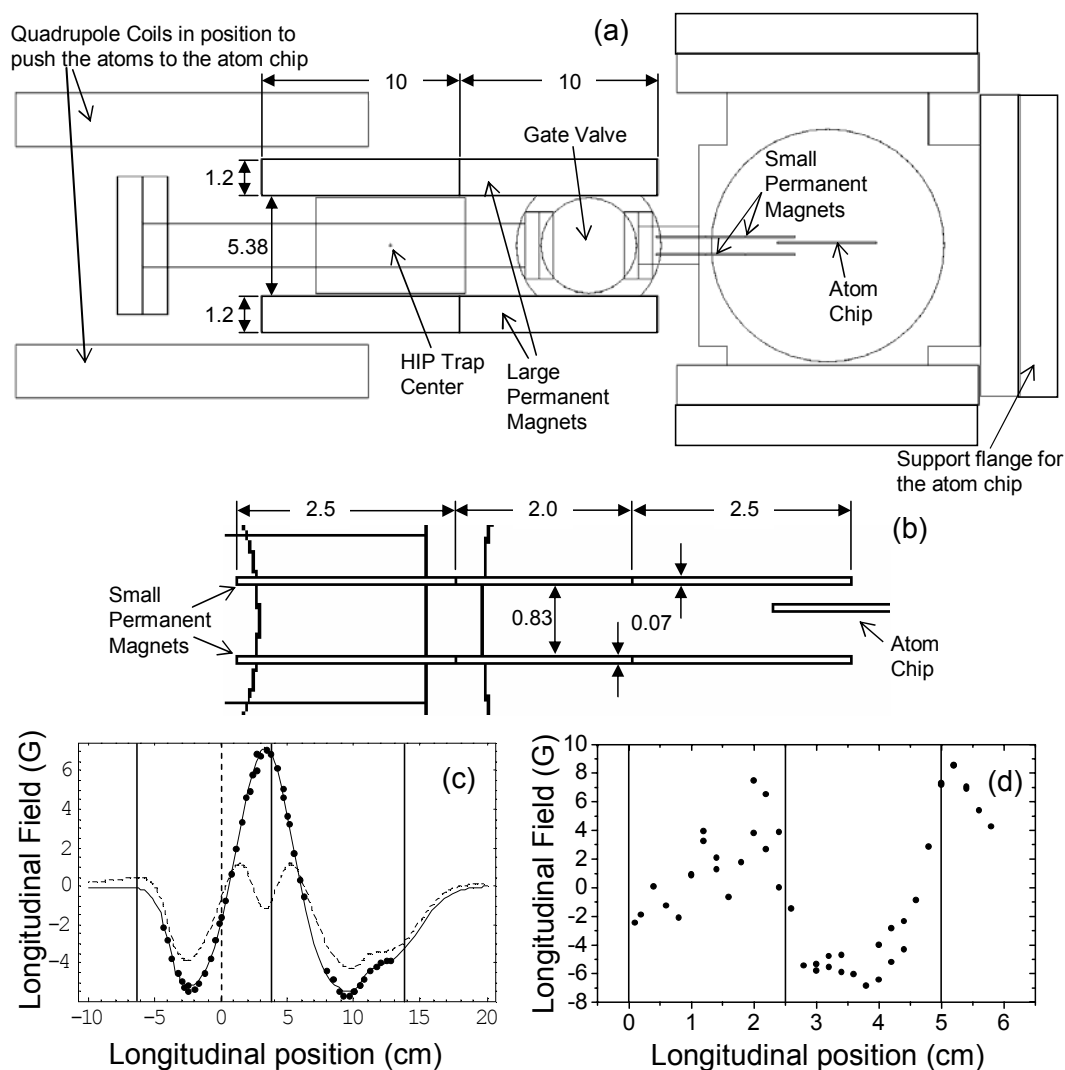 (a)
Quadrupole Coils in position to
push the atoms to the atom chip
10
10
Gate Valve
Small
Permanent
Magnets
1.2
5.38
1.2
HIP Trap
Center
Large
Permanent
Magnets
Atom
Chip
Support flange for
the atom chip
(b)
2.5
2.0
2.5
Small
Permanent
Magnets
0.83
0.07
Atom
Chip
(c)
Longitudinal Field (G)
6
4
2
0
-2
-4
-10
-5
0
5
10
15
20
Longitudinal position (cm)
(d)
Longitudinal Field (G)
10
8
6
4
2
0
-2
-4
-6
-8
0
1
2
3
4
5
6
Longitudinal position (cm)